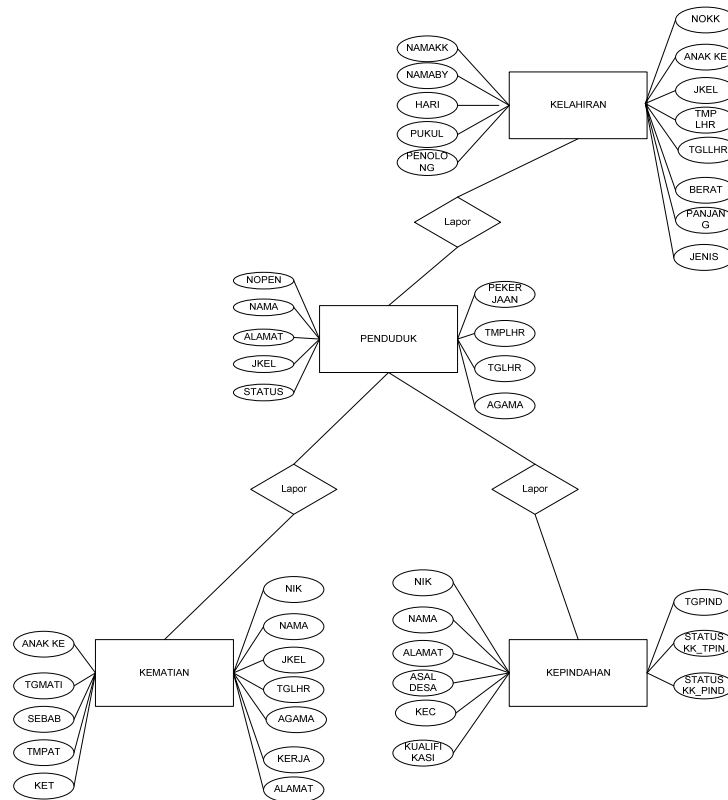 NOKK
NAMAKK
ANAK KE
NAMABY
JKEL
HARI
KELAHIRAN
TMP
LHR
PUKUL
TGLLHR
PENOLO
NG
BERAT
PANJAN
G
Lapor
JENIS
NOPEN
PEKER
JAAN
NAMA
TMPLHR
ALAMAT
PENDUDUK
JKEL
TGLHR
STATUS
AGAMA
Lapor
Lapor
NIK
NIK
TGPIND
NAMA
NAMA
ANAK KE
STATUS
KK_TPIN
JKEL
ALAMAT
KEMATIAN
KEPINDAHAN
TGMATI
TGLHR
ASAL
DESA
STATUS
KK_PIND
SEBAB
AGAMA
KEC
TMPAT
KERJA
KUALIFI
KASI
KET
ALAMAT